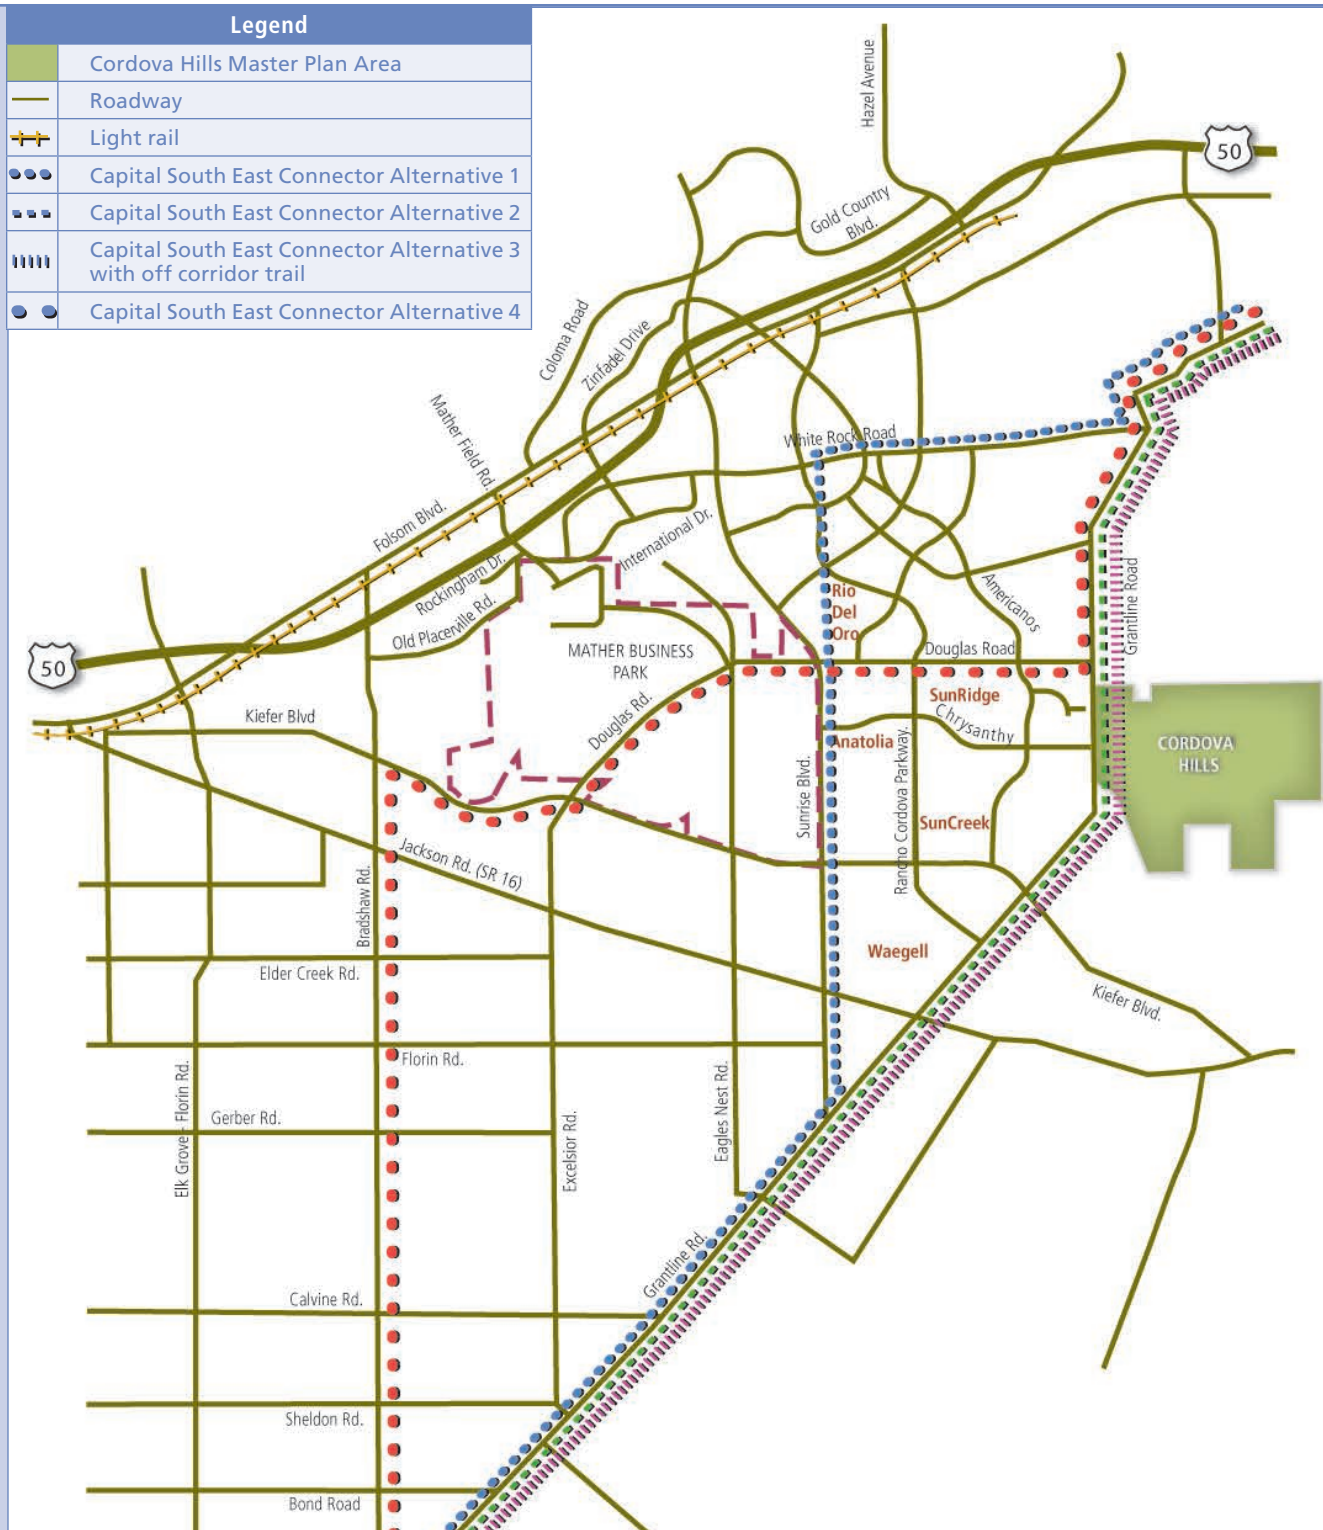 Legend
Cordova Hills Master Plan Area
Roadway
Light rail
Capital South East Connector Alternative 1
Capital South East Connector Alternative 2
Capital South East Connector Alternative 3
with off corridor trail
Capital South East Connector Alternative 4
Hazel Avenue
50
Gold Country
Blvd.
Coloma Road
Zinfadel Drive
Mather Field Rd.
White Rock Road
Folsom Blvd.
International Dr.
Rockingham Dr.
Old Placerville Rd.
Americanos
Grantline Road
Rio
Del
Oro
50
MATHER BUSINESS
PARK
Douglas Road
SunRidge
Kiefer Blvd
Douglas Rd.
Chrysanthy
Anatolia
CORDOVA
HILLS
Sunrise Blvd.
Rancho Cordova Parkway.
SunCreek
Jackson Rd. (SR 16)
Bradshaw Rd.
Waegell
Elder Creek Rd.
Kiefer Blvd.
Florin Rd.
Elk Grove- Florin Rd.
Gerber Rd.
Excelsior Rd.
Eagles Nest Rd.
Grantline Rd.
Calvine Rd.
Sheldon Rd.
Bond Road